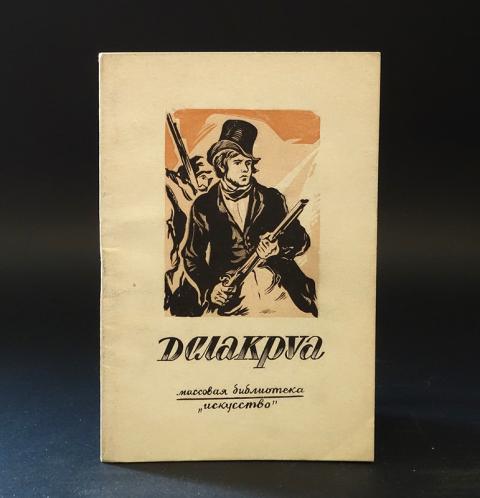 Делакруа
массовая библиотека
„искусство"